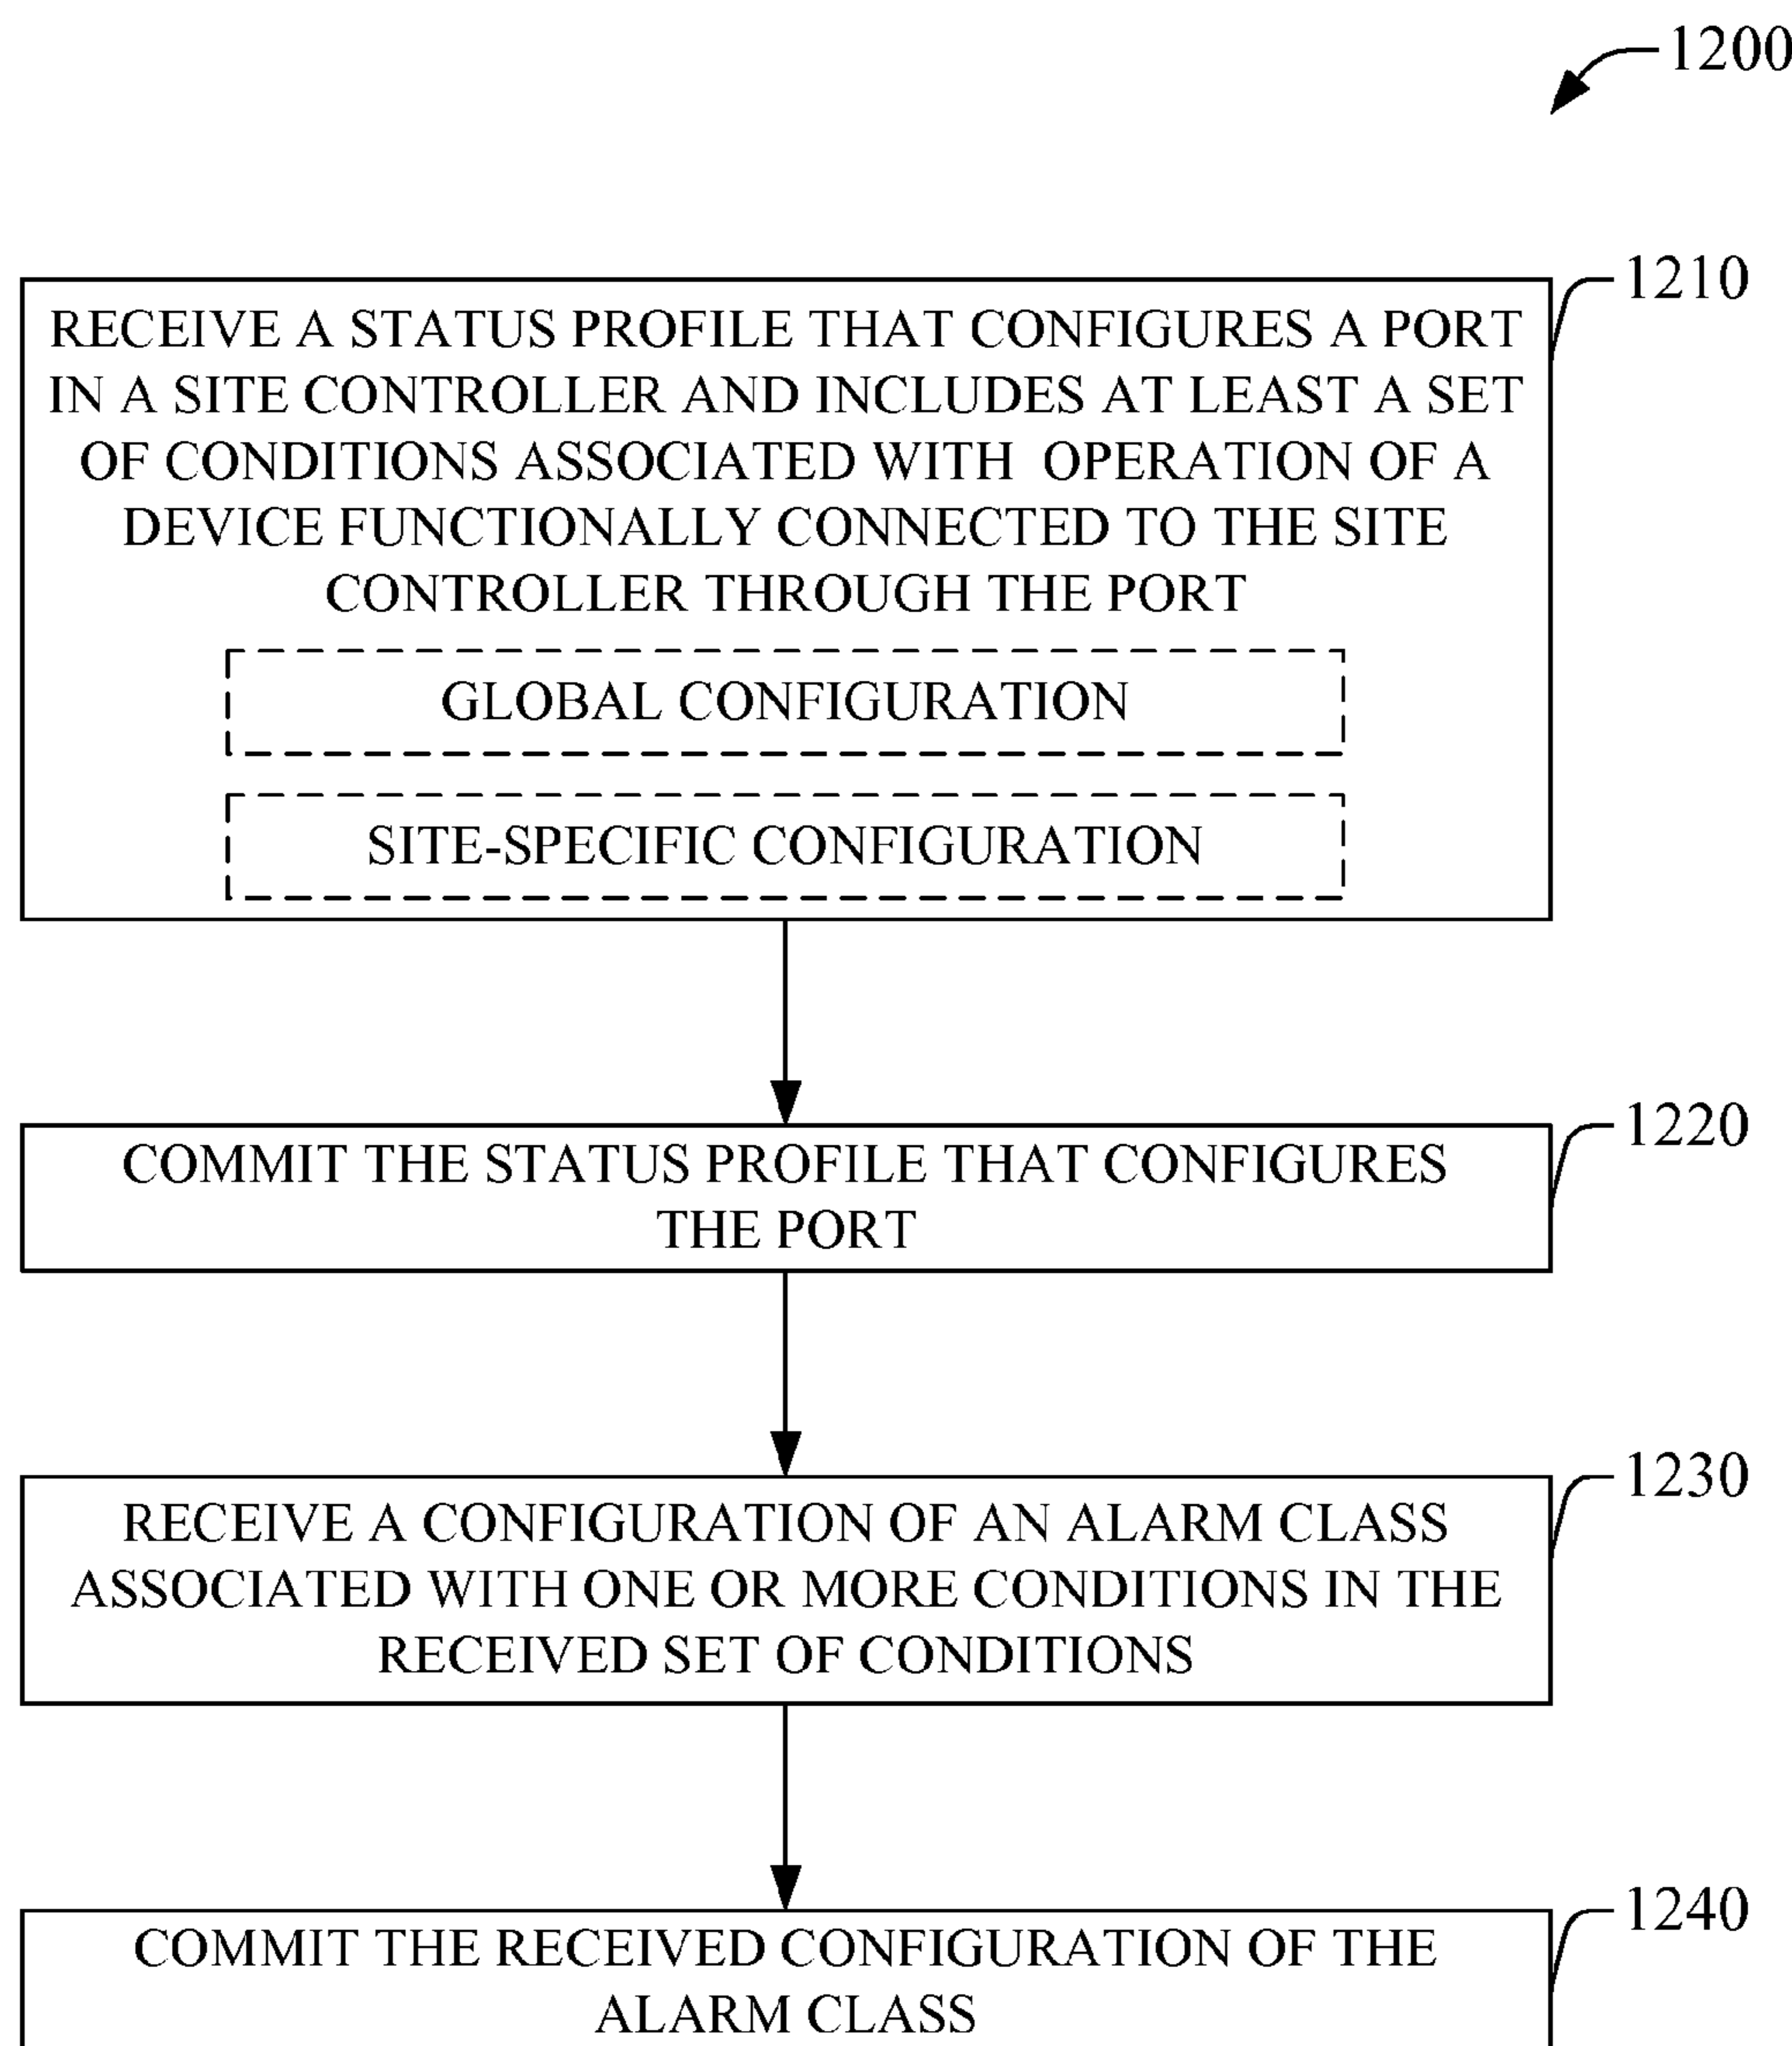 1200
1210
RECEIVE A STATUS PROFILE THAT CONFIGURES A PORT
IN A SITE CONTROLLER AND INCLUDES AT LEAST A SET
OF CONDITIONS ASSOCIATED WITH OPERATION OF A
DEVICE FUNCTIONALLY CONNECTED TO THE SITE
CONTROLLER THROUGH THE PORT
GLOBAL CONFIGURATION
SITE-SPECIFIC CONFIGURATION
1220
COMMIT THE STATUS PROFILE THAT CONFIGURES
THE PORT
1230
RECEIVE A CONFIGURATION OF AN ALARM CLASS
ASSOCIATED WITH ONE OR MORE CONDITIONS IN THE
RECEIVED SET OF CONDITIONS
1240
COMMIT THE RECEIVED CONFIGURATION OF THE
ALARM CLASS